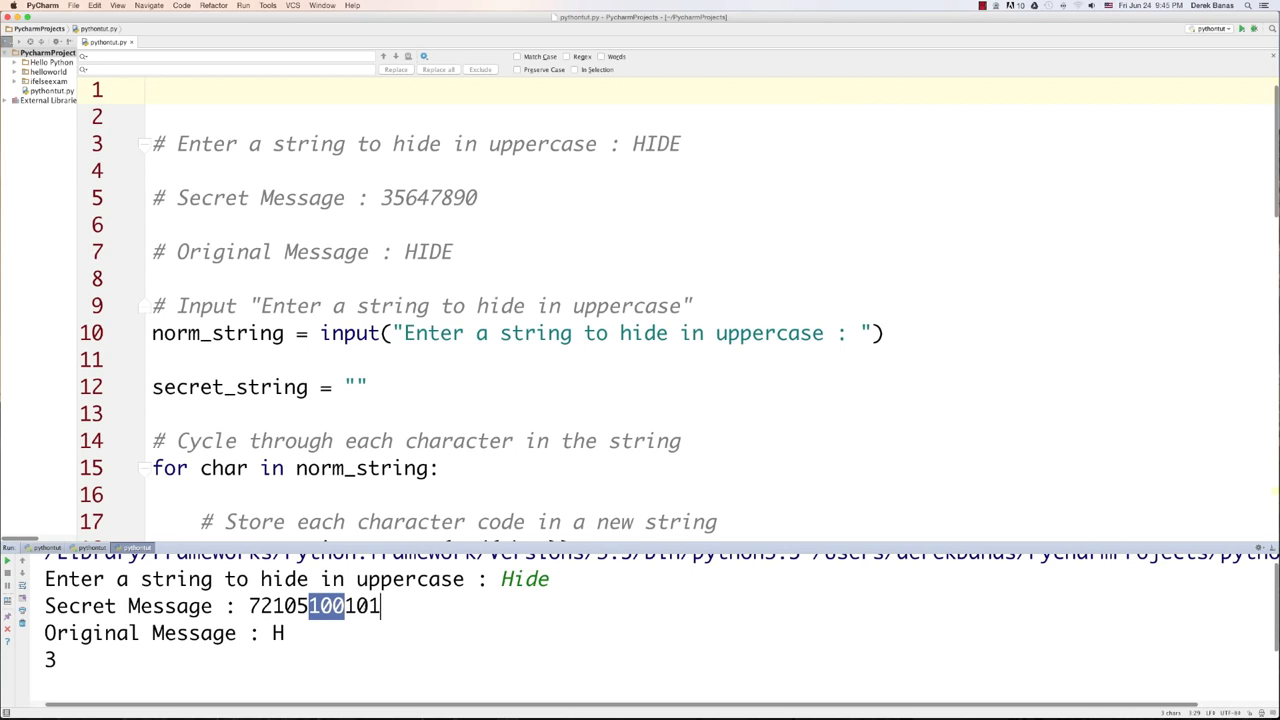 PyCharm File Edit View Navigate Code Refactor Run Tools VCS Window Help 10 Fri Jun 24 9:45 PM Derek Banas
pythontut.py - PycharmProjects - [~/PycharmProjects]
PycharmProjects pythontut.py pythontut
pythontut.py ×
PycharmProject
Hello Python
helloworld
ifelseexam
pythontut.py
External Librarie
Match Case Regex Words
Replace Replace all Exclude Preserve Case In Selection
1
2
3 # Enter a string to hide in uppercase : HIDE
4
5 # Secret Message : 35647890
6
7 # Original Message : HIDE
8
9 # Input "Enter a string to hide in uppercase"
10 norm_string = input("Enter a string to hide in uppercase : ")
11
12 secret_string = ""
13
14 # Cycle through each character in the string
15 for char in norm_string:
16
17 # Store each character code in a new string
Run: pythontut pythontut pythontut
Enter a string to hide in uppercase : Hide
Secret Message : 72105100101
Original Message : H
3
3 chars 3:29 LF÷ UTF-8÷